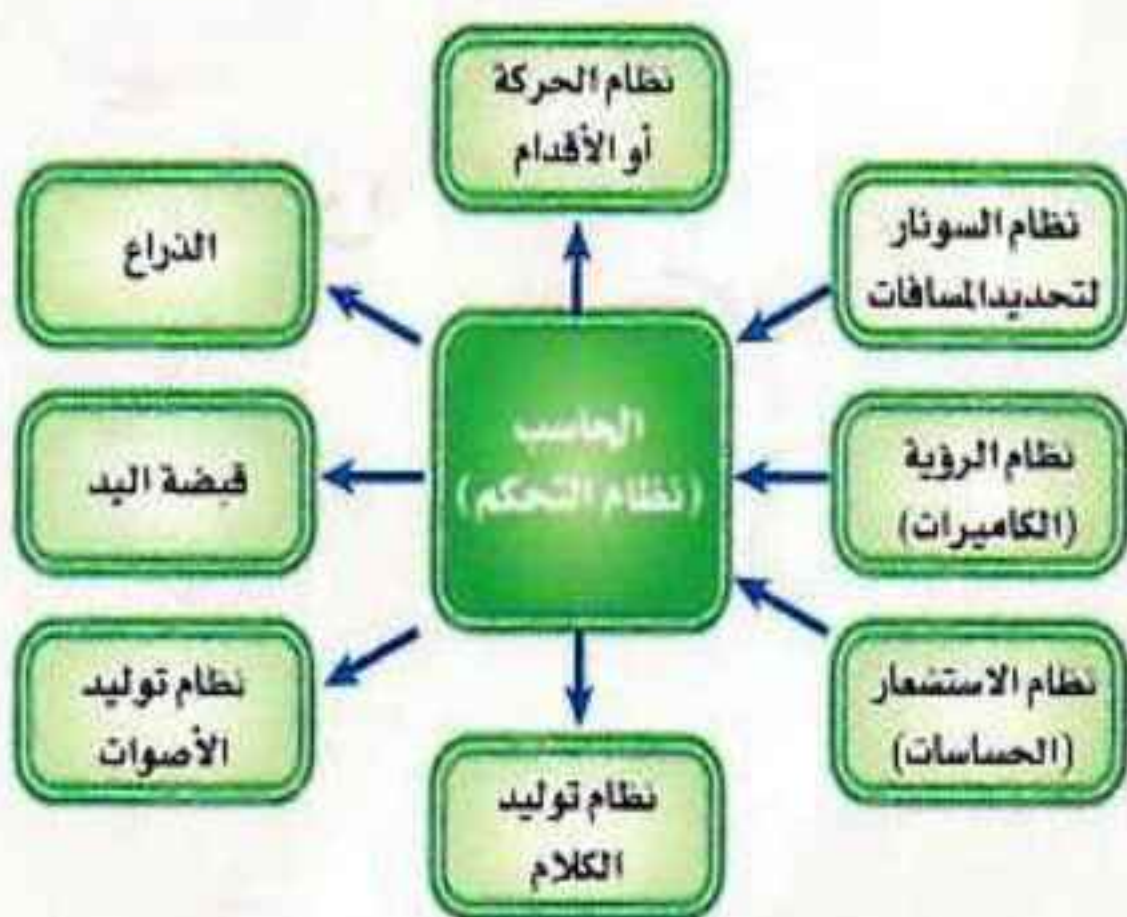 نظام الحركة
أو الأقدام
نظام السونار
لتحديد المسافات
الذراع
الحاسب
(نظام التحكم)
نظام الرؤية
(الكاميرات)
قبضة اليد
نظام الاستشعار
(الحساسات)
نظام توليد
الأصوات
نظام توليد
الكلام